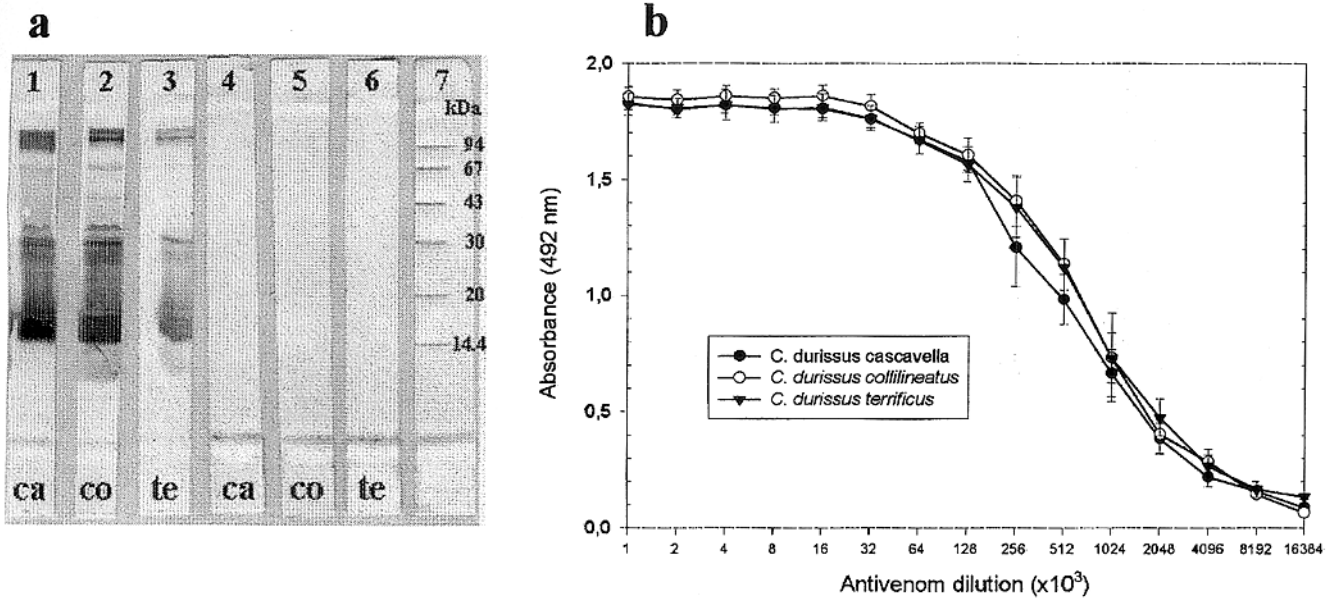 a
1 2 3 4 5 6 7
kDa
94
67
43
30
20
14.4
ca co te ca co te
b
2,0
1,5
1,0
0,5
0,0
Absorbance (492 nm)
C. durissus cascavella
C. durissus collilineatus
C. durissus terrificus
1 2 4 8 16 32 64 128 256 512 1024 2048 4096 8192 16384
Antivenom dilution (x10³)